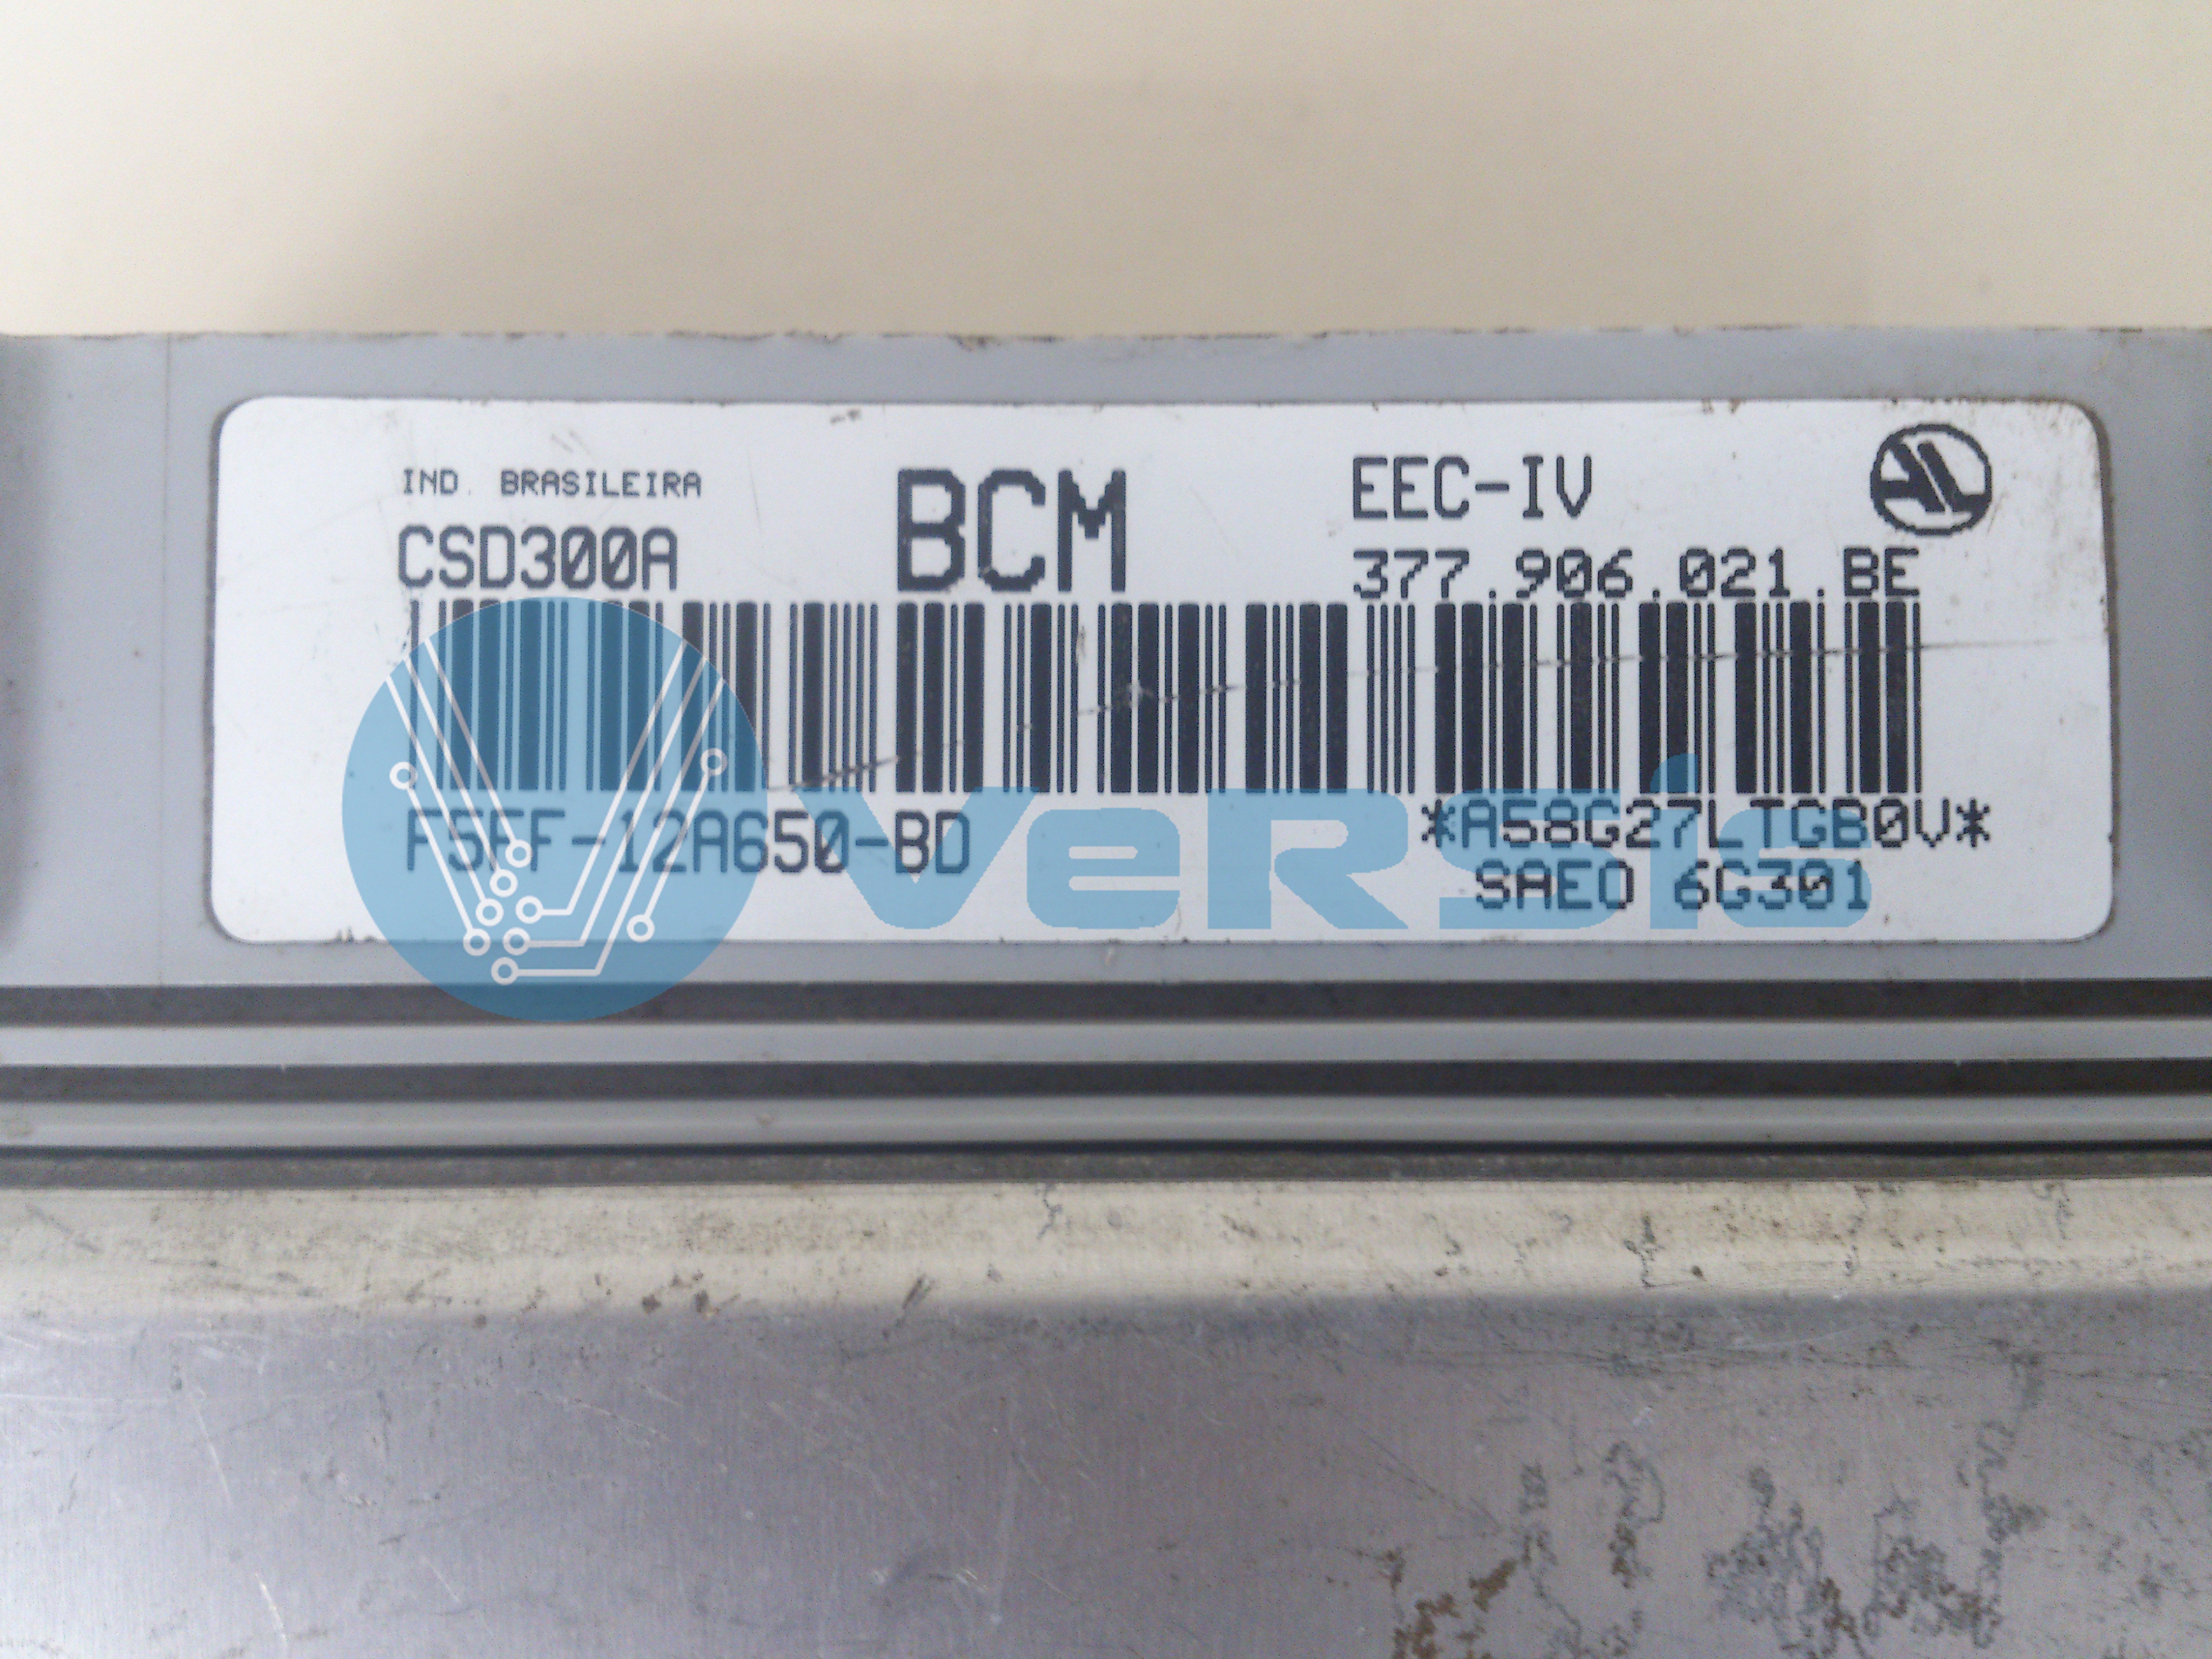 IND. BRASILEIRA
CSD300A
BCM
EEC-IV
377.906.021.BE
F5FF-12A650-BD
*A58G27LTGB0V*
SAEO 6G301
VeRSis